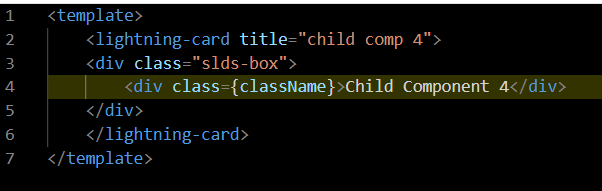 1 <template>
2 <lightning-card title="child comp 4">
3 <div class="slds-box">
4 <div class={className}>Child Component 4</div>
5 </div>
6 </lightning-card>
7 </template>